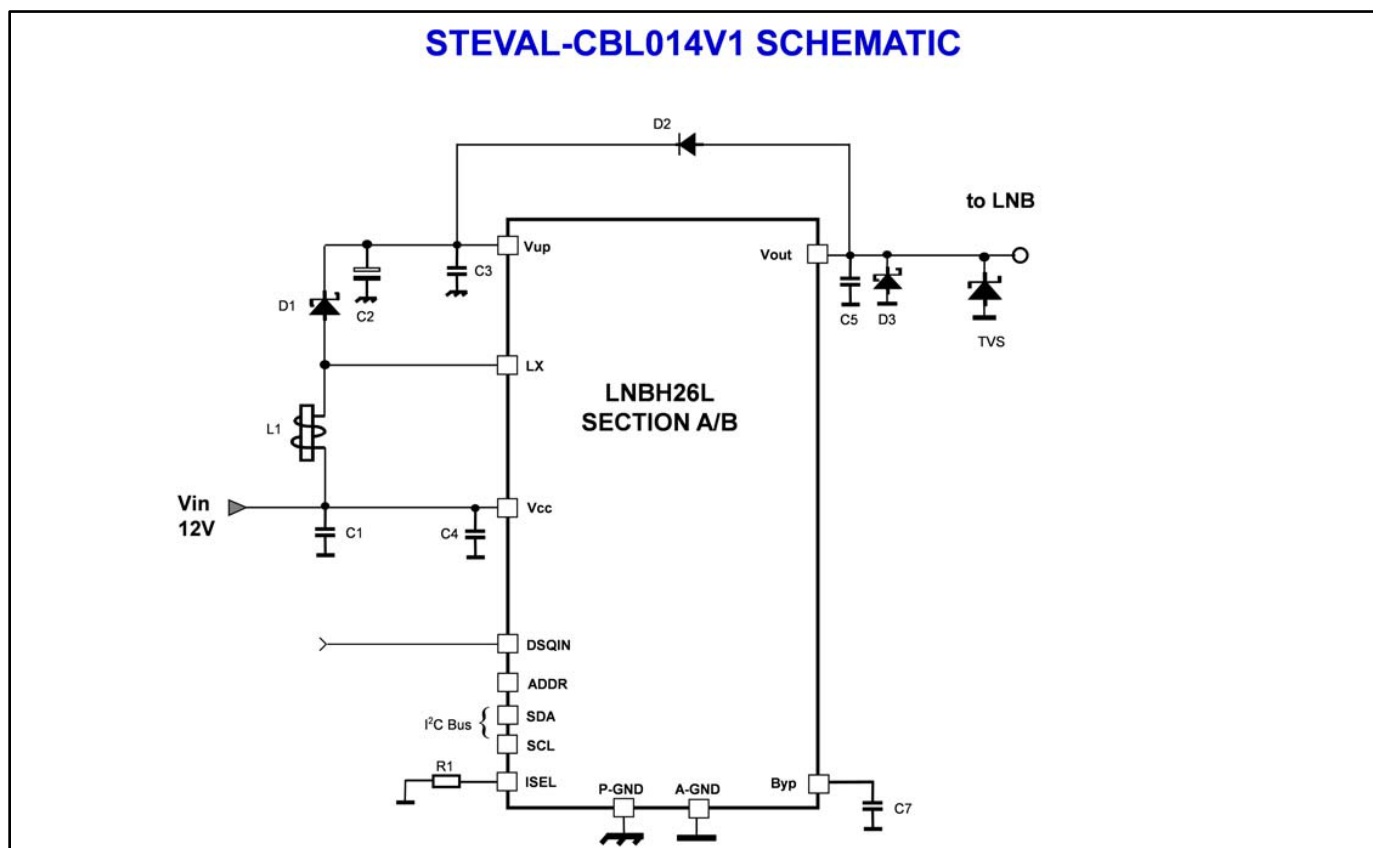 STEVAL-CBL014V1 SCHEMATIC
D2
to LNB
Vup
Vout
C3
D1
C2
C5
D3
TVS
LX
LNBH26L
SECTION A/B
L1
Vin
12V
Vcc
C1
C4
DSQIN
ADDR
I²C Bus {
SDA
SCL
R1
ISEL
P-GND
A-GND
Byp
C7